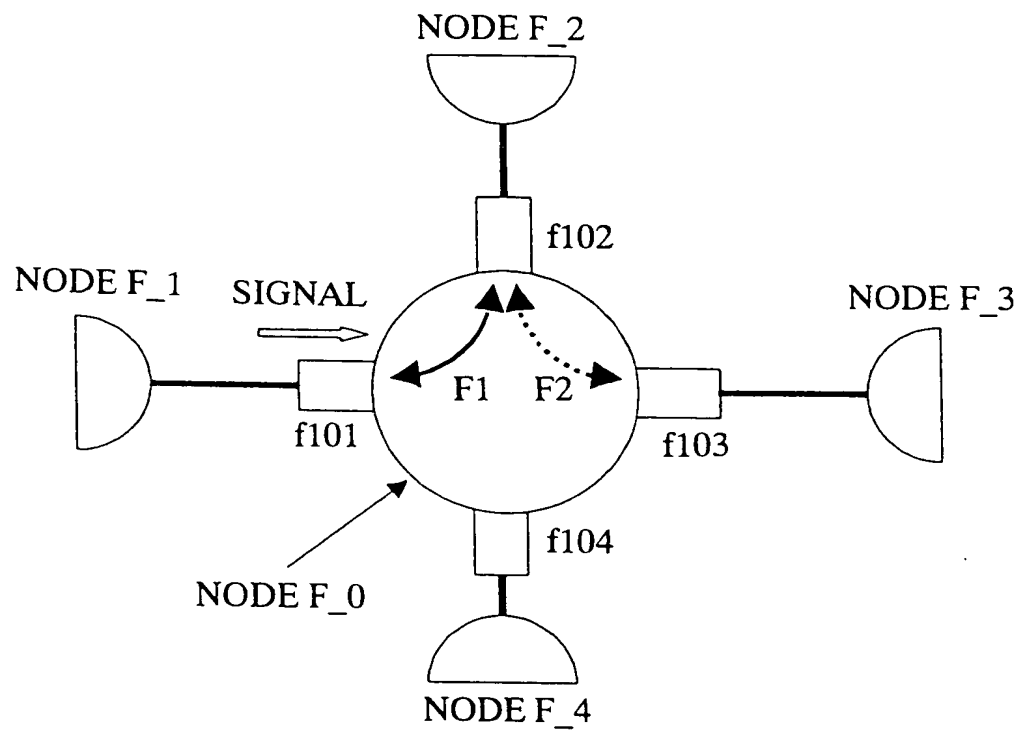 NODE F_2
f102
NODE F_1
SIGNAL
NODE F_3
F1
F2
f101
f103
f104
NODE F_0
NODE F_4